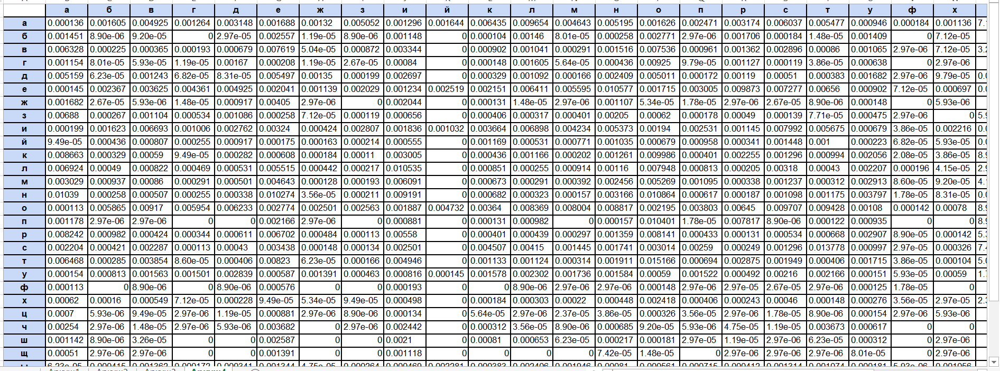 а б в г д е ж з и й к л м н о п р с т у ф х
а 0.000136 0.001605 0.004925 0.001264 0.003148 0.001688 0.00132 0.005052 0.001296 0.001644 0.006435 0.009654 0.004643 0.005195 0.001626 0.002471 0.003174 0.006037 0.005477 0.000946 0.000184 0.001136
б 0.001451 8.90e-06 9.20e-05 0 2.97e-05 0.002557 1.19e-05 8.90e-06 0.001148 0 0.000104 0.00146 8.01e-05 0.000258 0.002771 2.97e-06 0.001706 0.000184 1.48e-05 0.001409 0 7.12e-05
в 0.006328 0.000225 0.000365 0.000193 0.000679 0.007619 5.04e-05 0.000872 0.003344 0 0.000902 0.001041 0.000291 0.001516 0.007536 0.000961 0.001362 0.002896 0.00086 0.001065 2.97e-06 7.12e-05
г 0.001154 8.01e-05 5.93e-05 1.19e-05 0.00167 0.000208 1.19e-05 2.67e-05 0.00084 0 0.000148 0.001605 5.64e-05 0.000436 0.00925 9.79e-05 0.001127 0.000119 3.86e-05 0.000638 0 2.97e-06
д 0.005159 6.23e-05 0.001243 6.82e-05 8.31e-05 0.005497 0.00135 0.000199 0.002697 0 0.000329 0.001092 0.000166 0.002409 0.005011 0.000172 0.00119 0.00051 0.000383 0.001682 2.97e-06 9.79e-05
е 0.000145 0.002367 0.003625 0.004361 0.004925 0.002041 0.001139 0.002029 0.001234 0.002519 0.002151 0.006411 0.005595 0.010577 0.001715 0.003005 0.009873 0.007277 0.00656 0.000902 7.12e-05 0.000697
ж 0.001682 2.67e-05 5.93e-06 1.48e-05 0.000917 0.00405 2.97e-06 0 0.002044 0 0.000131 1.48e-05 2.97e-06 0.001107 5.34e-05 1.78e-05 2.97e-06 2.67e-05 8.90e-06 0.000148 0 5.93e-06
з 0.00688 0.000267 0.001104 0.000534 0.001086 0.000258 7.12e-05 0.000119 0.000656 0 0.000406 0.000317 0.000401 0.00205 0.00062 0.000178 0.00049 0.000139 7.71e-05 0.000475 2.97e-06 0
и 0.000199 0.001623 0.006693 0.001006 0.002762 0.00324 0.000424 0.002807 0.001836 0.001032 0.003664 0.006898 0.004234 0.005373 0.00194 0.002531 0.001145 0.007992 0.005675 0.000679 3.86e-05 0.002216
й 9.49e-05 0.000436 0.000807 0.000255 0.000917 0.000175 0.000163 0.000214 0.000555 0 0.001169 0.000531 0.000771 0.001035 0.000679 0.000958 0.000341 0.001448 0.001 0.000223 6.82e-05 5.93e-05
к 0.008663 0.000329 0.00059 9.49e-05 0.000282 0.000608 0.000184 0.00011 0.003005 0 0.000436 0.001166 0.000202 0.001261 0.009986 0.000401 0.002255 0.001296 0.000994 0.002056 2.08e-05 3.86e-05
л 0.006924 0.00049 0.000822 0.000469 0.000531 0.005515 0.000442 0.000217 0.010535 0 0.000851 0.000255 0.000914 0.00116 0.007948 0.000813 0.000205 0.00318 0.00043 0.002207 0.000196 4.15e-05
м 0.003029 0.000937 0.00086 0.000291 0.000501 0.004643 0.000128 0.000193 0.006091 0 0.000673 0.000291 0.000392 0.002456 0.005269 0.001095 0.000338 0.001237 0.000312 0.002913 8.60e-05 9.20e-05
н 0.01039 0.000258 0.000507 0.000255 0.000338 0.010274 3.56e-05 0.000211 0.009191 0 0.000682 0.000323 0.000157 0.003166 0.010864 0.000617 0.000187 0.001098 0.001175 0.003797 1.78e-05 8.31e-05
о 0.000113 0.005865 0.00917 0.005954 0.006233 0.002774 0.002501 0.002563 0.001887 0.004732 0.00364 0.008369 0.008004 0.008817 0.002195 0.003803 0.00645 0.009707 0.009428 0.00108 0.000142 0.00078
п 0.001178 2.97e-06 2.97e-06 0 0 0.002166 2.97e-06 0 0.000881 0 0.000131 0.000982 0 0.000157 0.010401 1.78e-05 0.007817 8.90e-06 0.000122 0.000935 0 0
р 0.008242 0.000982 0.000424 0.000344 0.000611 0.006702 0.000484 0.000113 0.00558 0 0.000401 0.000439 0.000297 0.001359 0.008141 0.000433 0.000131 0.000534 0.000668 0.002907 8.90e-05 0.000142
с 0.002204 0.000421 0.002287 0.000113 0.00043 0.003438 0.000148 0.000134 0.002501 0 0.004507 0.00415 0.001445 0.001741 0.003014 0.00259 0.000249 0.001296 0.013778 0.000997 2.97e-05 0.000326
т 0.006468 0.000285 0.003854 8.60e-05 0.000406 0.00823 6.23e-05 0.000166 0.004946 0 0.001133 0.001124 0.000314 0.001911 0.015166 0.000694 0.002875 0.001949 0.000406 0.001715 3.86e-05 0.000104
у 0.000154 0.000813 0.001563 0.001501 0.002839 0.000587 0.001391 0.000463 0.000816 0.000145 0.001578 0.002302 0.001736 0.001584 0.00059 0.001522 0.000492 0.00216 0.002166 0.000151 5.93e-05 0.00059
ф 0.000113 0 8.90e-06 0 8.90e-06 0.000576 0 0 0.000193 0 0 8.90e-06 2.97e-06 2.97e-06 0.000148 2.97e-06 2.97e-05 2.67e-05 2.97e-06 0.000125 1.78e-05 0
х 0.00062 0.00016 0.000549 7.12e-05 0.000228 9.49e-05 5.34e-05 9.49e-05 0.000498 0 0.000184 0.000303 0.00022 0.000448 0.002418 0.000406 0.000243 0.00046 0.000148 0.000276 3.56e-05 2.97e-05
ц 0.0007 5.93e-06 9.49e-05 2.97e-06 1.19e-05 0.000881 2.97e-06 8.90e-06 0.000134 0 5.64e-05 2.97e-06 2.37e-05 3.86e-05 0.000326 3.56e-05 2.97e-06 1.78e-05 8.90e-06 0.000154 2.97e-06 5.93e-06
ч 0.00254 2.97e-06 1.48e-05 2.97e-06 5.93e-06 0.003682 0 2.97e-06 0.002442 0 0.000312 3.56e-05 8.90e-06 0.000685 9.20e-05 5.93e-06 4.75e-05 1.19e-05 0.003673 0.000617 0 0
ш 0.001142 8.90e-06 3.26e-05 0 0 0.002587 0 0 0.0021 0 0.00081 0.000653 6.23e-05 0.000217 0.000181 2.97e-05 1.19e-05 2.97e-06 6.23e-05 0.000312 0 2.97e-06
щ 0.00051 2.97e-06 2.97e-06 0 0 0.001391 0 0 0.001118 0 0 0 0 7.42e-05 1.48e-05 0 2.97e-06 2.97e-06 2.97e-06 8.01e-05 0 2.97e-06